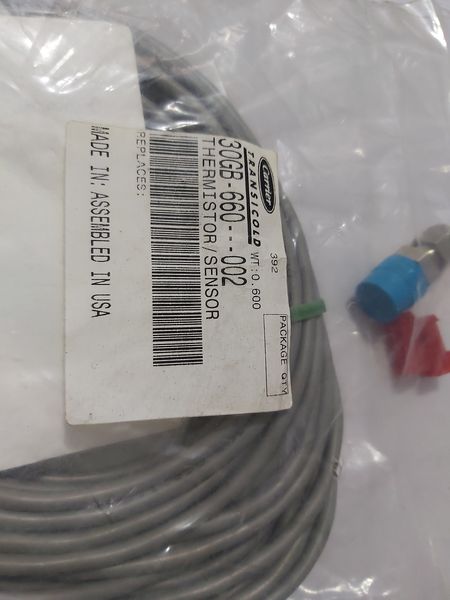 Carrier
TRANSICOLD
392
WT:0.600
30GB-660---002
THERMISTOR/SENSOR
PACKAGE QTY
REPLACES:
MADE IN: ASSEMBLED IN USA